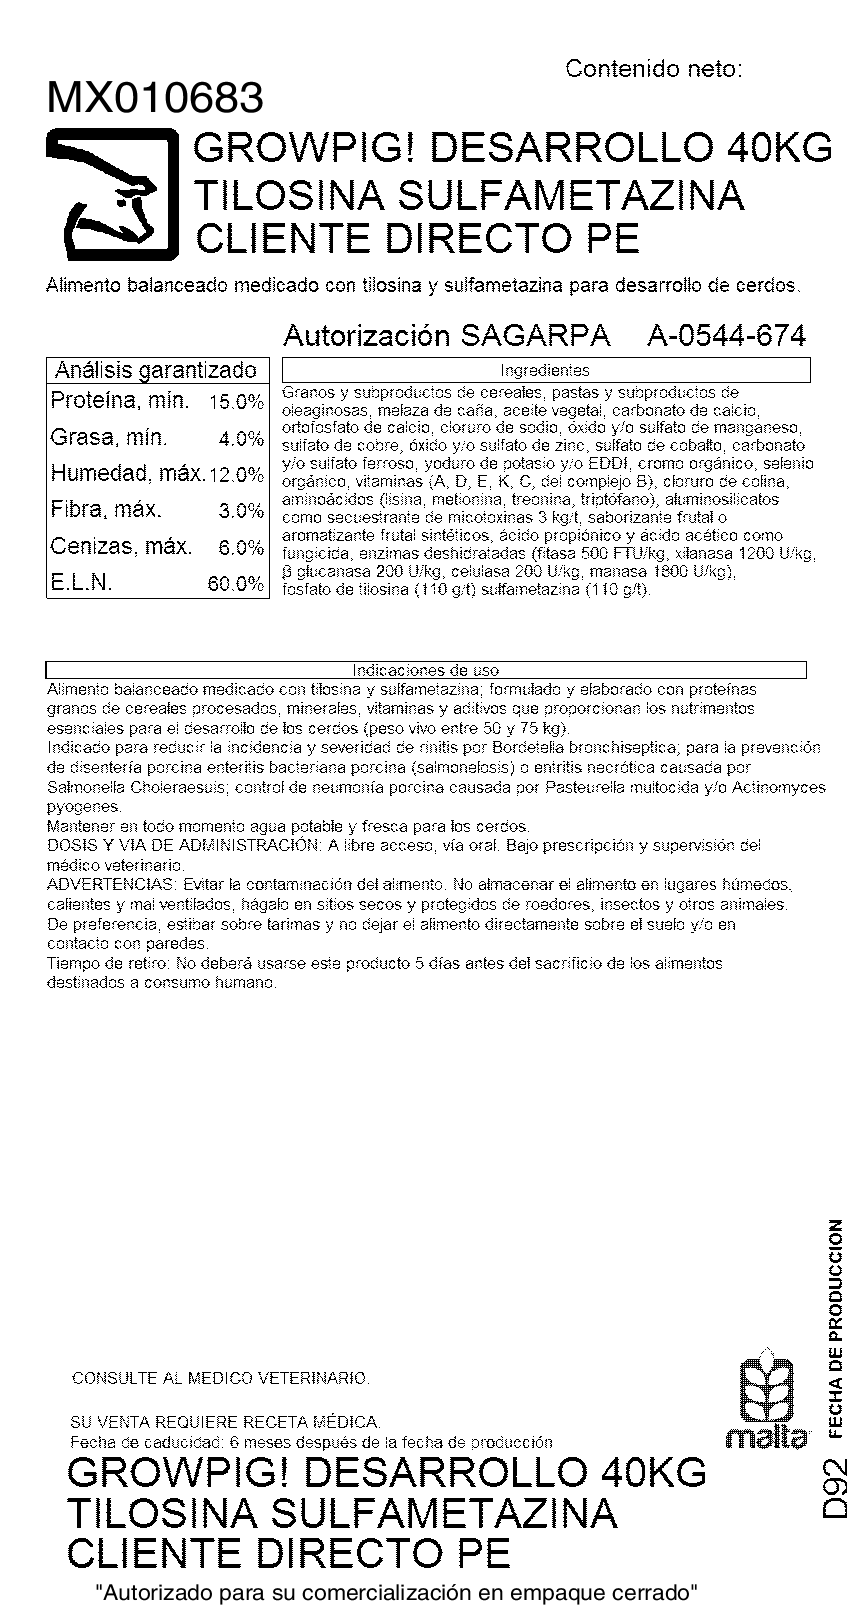 Contenido neto:
MX010683
GROWPIG! DESARROLLO 40KG
TILOSINA SULFAMETAZINA
CLIENTE DIRECTO PE
Alimento balanceado medicado con tilosina y sulfametazina para desarrollo de cerdos.
Autorización SAGARPA A-0544-674
Análisis garantizado
Proteína, mín. 15.0%
Grasa, mín. 4.0%
Humedad, máx. 12.0%
Fibra, máx. 3.0%
Cenizas, máx. 6.0%
E.L.N. 60.0%
Ingredientes
Granos y subproductos de cereales, pastas y subproductos de
oleaginosas, melaza de caña, aceite vegetal, carbonato de calcio,
ortofosfato de calcio, cloruro de sodio, óxido y/o sulfato de manganeso,
sulfato de cobre, óxido y/o sulfato de zinc, sulfato de cobalto, carbonato
y/o sulfato ferroso, yoduro de potasio y/o EDDI, cromo orgánico, selenio
orgánico, vitaminas (A, D, E, K, C, del complejo B), cloruro de colina,
aminoácidos (lisina, metionina, treonina, triptófano), aluminosilicatos
como secuestrante de micotoxinas 3 kg/t, saborizante frutal o
aromatizante frutal sintéticos, ácido propiónico y ácido acético como
fungicida, enzimas deshidratadas (fitasa 500 FTU/kg, xilanasa 1200 U/kg,
β glucanasa 200 U/kg, celulasa 200 U/kg, manasa 1800 U/kg),
fosfato de tilosina (110 g/t) sulfametazina (110 g/t).
Indicaciones de uso
Alimento balanceado medicado con tilosina y sulfametazina; formulado y elaborado con proteínas
granos de cereales procesados, minerales, vitaminas y aditivos que proporcionan los nutrimentos
esenciales para el desarrollo de los cerdos (peso vivo entre 50 y 75 kg).
Indicado para reducir la incidencia y severidad de rinitis por Bordetella bronchiseptica; para la prevención
de disentería porcina enteritis bacteriana porcina (salmonelosis) o entritis necrótica causada por
Salmonella Choleraesuis; control de neumonía porcina causada por Pasteurella multocida y/o Actinomyces
pyogenes.
Mantener en todo momento agua potable y fresca para los cerdos.
DOSIS Y VIA DE ADMINISTRACIÓN: A libre acceso, vía oral. Bajo prescripción y supervisión del
médico veterinario.
ADVERTENCIAS: Evitar la contaminación del alimento. No almacenar el alimento en lugares húmedos,
calientes y mal ventilados, hágalo en sitios secos y protegidos de roedores, insectos y otros animales.
De preferencia, estibar sobre tarimas y no dejar el alimento directamente sobre el suelo y/o en
contacto con paredes.
Tiempo de retiro: No deberá usarse este producto 5 días antes del sacrificio de los alimentos
destinados a consumo humano.
FECHA DE PRODUCCION
D92
CONSULTE AL MEDICO VETERINARIO.
malta
SU VENTA REQUIERE RECETA MÉDICA.
Fecha de caducidad: 6 meses después de la fecha de producción
GROWPIG! DESARROLLO 40KG
TILOSINA SULFAMETAZINA
CLIENTE DIRECTO PE
"Autorizado para su comercialización en empaque cerrado"